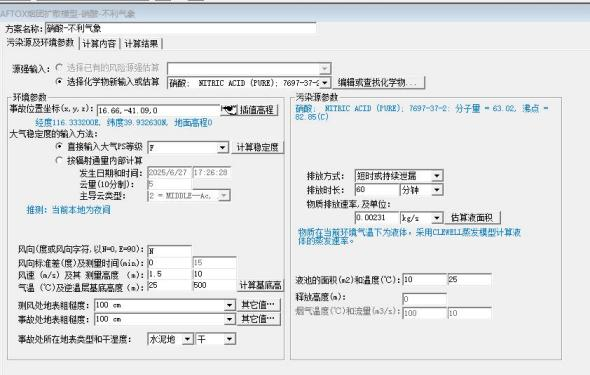 AFTOX烟团扩散模型-硝酸-不利气象
方案名称: 硝酸-不利气象
污染源及环境参数 计算内容 计算结果
源强输入: 选择已有的风险源强估算
选择化学物新输入或估算 硝酸: NITRIC ACID (PURE); 7697-37-2 编辑或查找化学物...
环境参数
事故位置坐标(x,y,z): 16.66,-41.09,0 插值高程
经度116.333200E, 纬度39.932630N, 地面高程0
大气稳定度的输入方法:
直接输入大气PS等级 F 计算稳定度
按辐射通量内部计算
发生日期和时间: 2025/6/27 17:26:28
云量(10分制): 5
主导云类型: 2 = MIDDLE--Ac,
推测: 当前本地为夜间
风向(度或风向字符,以N=0,E=90): N
风向标准差(度)及测量时间(min): 0 15
风速 (m/s) 及其 测量高度 (m): 1.5 10
气温 (℃)及逆温层基底高度 (m): 25 500 计算基底高
测风处地表粗糙度: 100 cm 其它值…
事故处地表粗糙度: 100 cm 其它值…
事故处所在地表类型和干湿度: 水泥地 干
污染源参数
硝酸: NITRIC ACID (PURE); 7697-37-2: 分子量 = 63.02, 沸点 =
82.85(C)
排放方式: 短时或持续泄漏
排放时长: 60 分钟
物质排放速率,及单位:
0.00231 kg/s 估算液面积
物质在当前环境气温下为液体，采用CLEWELL蒸发模型计算液
体的蒸发速率。
液池的面积(m2)和温度(℃): 10 25
释放高度(m): 0
烟气温度(℃)和流量(m3/s): 100 10